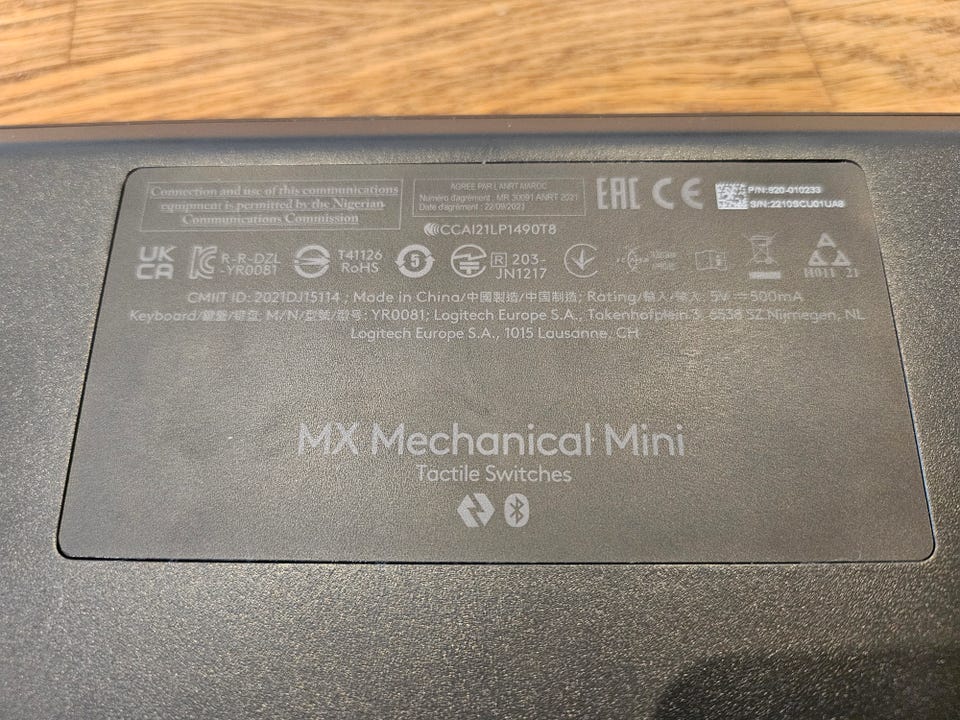 Connection and use of this communications
equipment is permitted by the Nigerian
Communications Commission
AGREE PAR L'ANRT MAROC
Numéro d'agrément : MR 30091 ANRT 2021
Date d'agrément : 22/09/2021
EAC CE
P/N:920-010233
S/N:2210SCU01UA8
CCAI21LP1490T8
UK
CA
R-R-DZL
-YR0081
T41126
RoHS
5
R 203-
JN1217
H011 21
CMIIT ID: 2021DJ15114 ; Made in China/中國製造/中国制造; Rating/輸入/输入: 5V ⎓ 500mA
Keyboard/鍵盤/键盘: M/N/型號/型号: YR0081; Logitech Europe S.A., Takenhofplein 3, 6538 SZ Nijmegen, NL
Logitech Europe S.A., 1015 Lausanne, CH
MX Mechanical Mini
Tactile Switches